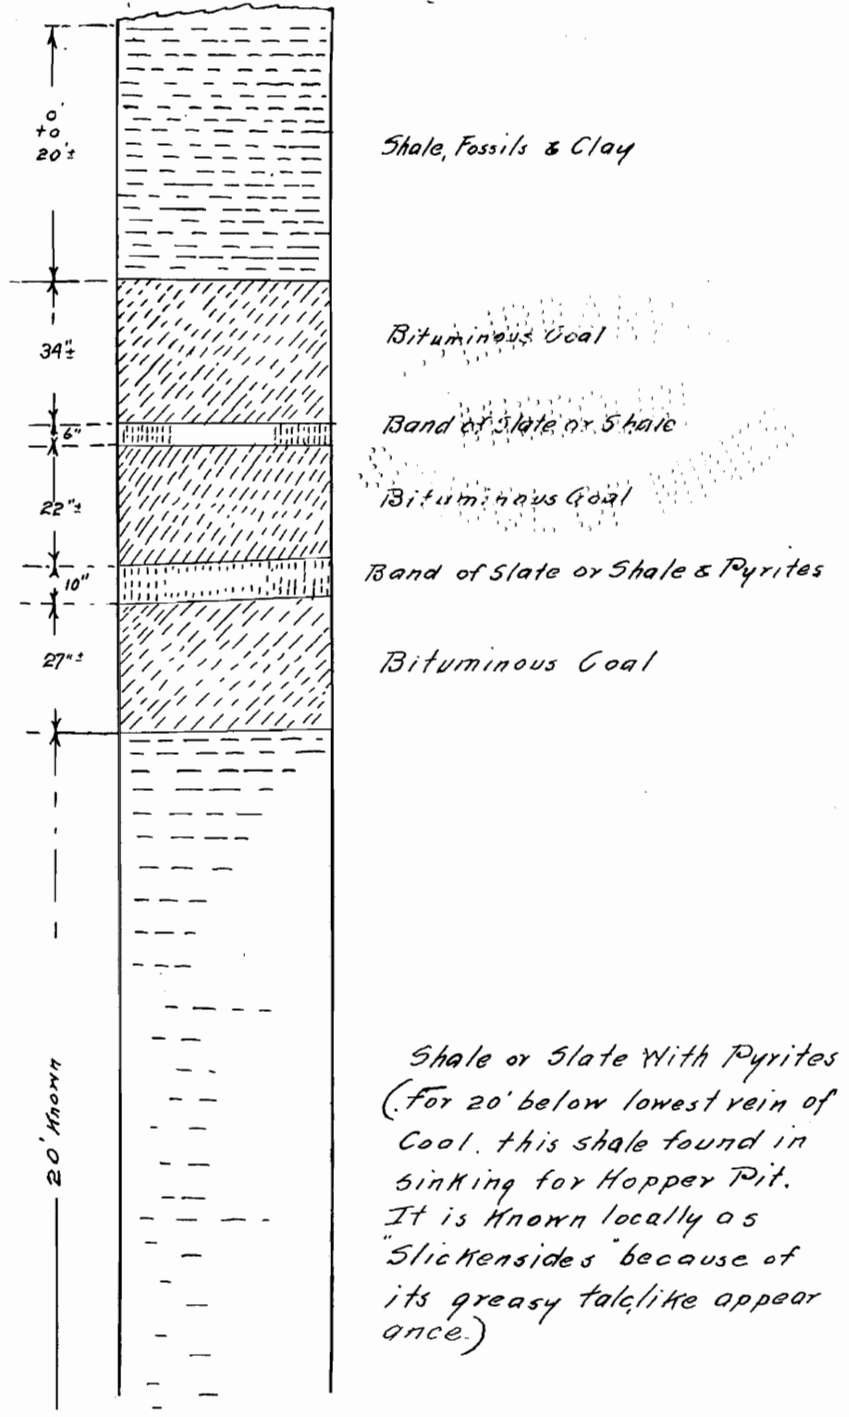 0'
to
20'±
Shale, Fossils & Clay
34"±
Bituminous Coal
6"
Band of Slate or Shale
22"±
Bituminous Coal
10"
Band of Slate or Shale & Pyrites
27"±
Bituminous Coal
20' Known
Shale or Slate With Pyrites
(For 20' below lowest vein of
Coal. this shale found in
sinking for Hopper Pit.
It is Known locally as
"Slickensides" because of
its greasy talc like appear
ance.)